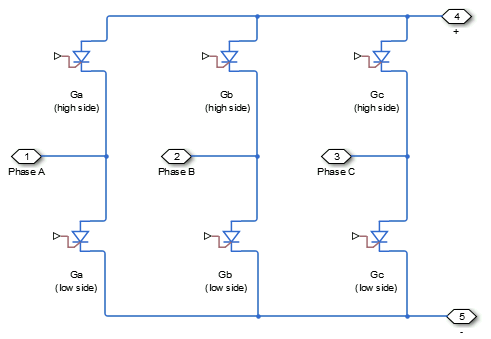 4
+
Ga
(high side)
Gb
(high side)
Gc
(high side)
1
Phase A
2
Phase B
3
Phase C
Ga
(low side)
Gb
(low side)
Gc
(low side)
5
-